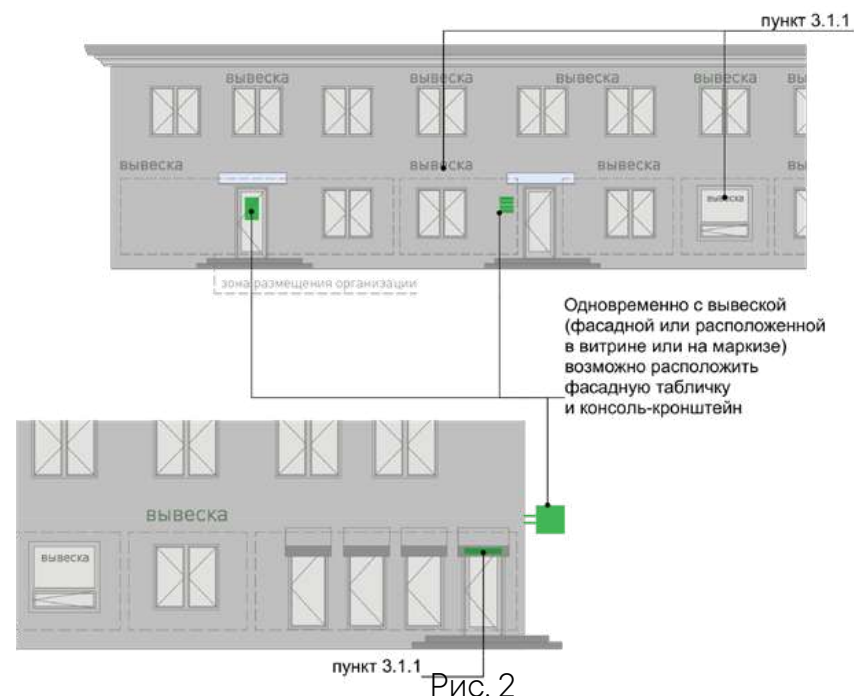 пункт 3.1.1
вывеска вывеска вывеска вывеска вы
вывеска вывеска вывеска вы
вывеска
зона размещения организации
Одновременно с вывеской
(фасадной или расположенной
в витрине или на маркизе)
возможно расположить
фасадную табличку
и консоль-кронштейн
вывеска
вывеска
пункт 3.1.1
Рис. 2